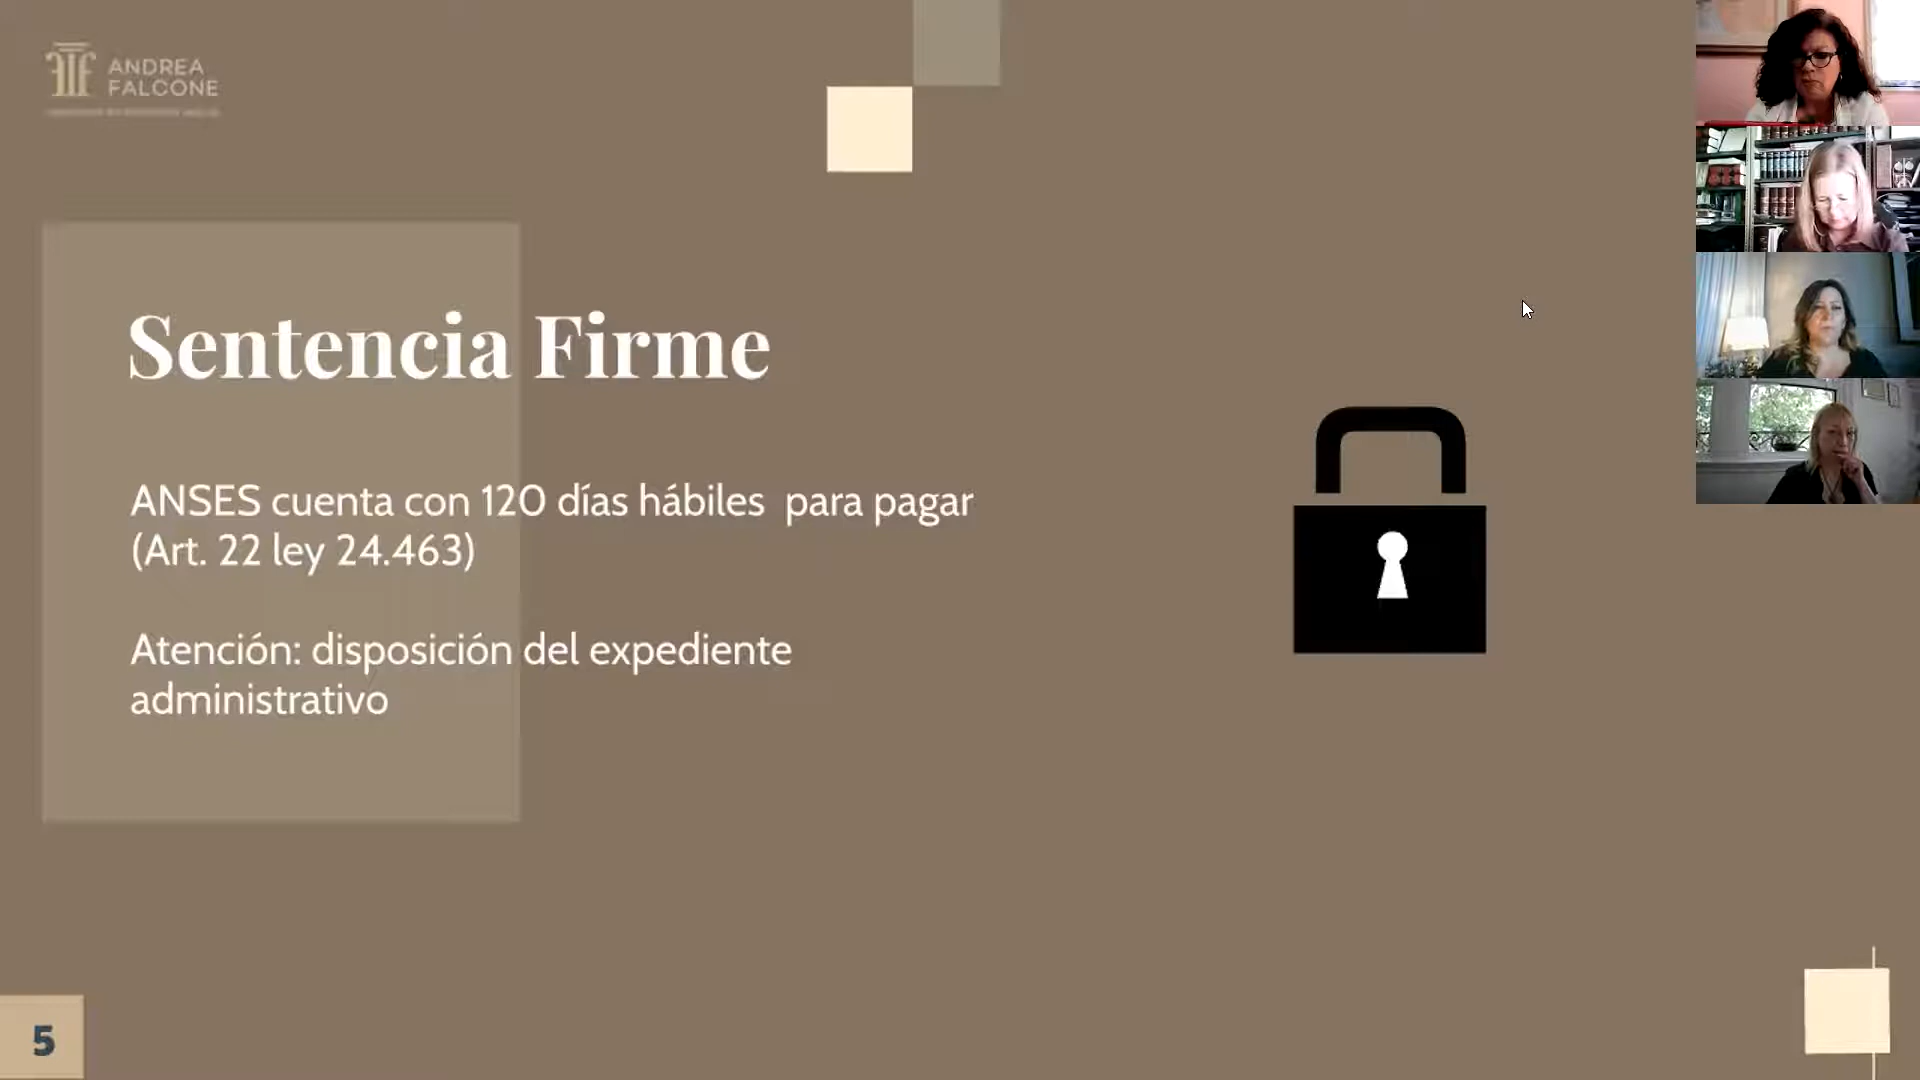 ANDREA
FALCONE
Sentencia Firme
ANSES cuenta con 120 días hábiles  para pagar
(Art. 22 ley 24.463)
Atención: disposición del expediente
administrativo
5